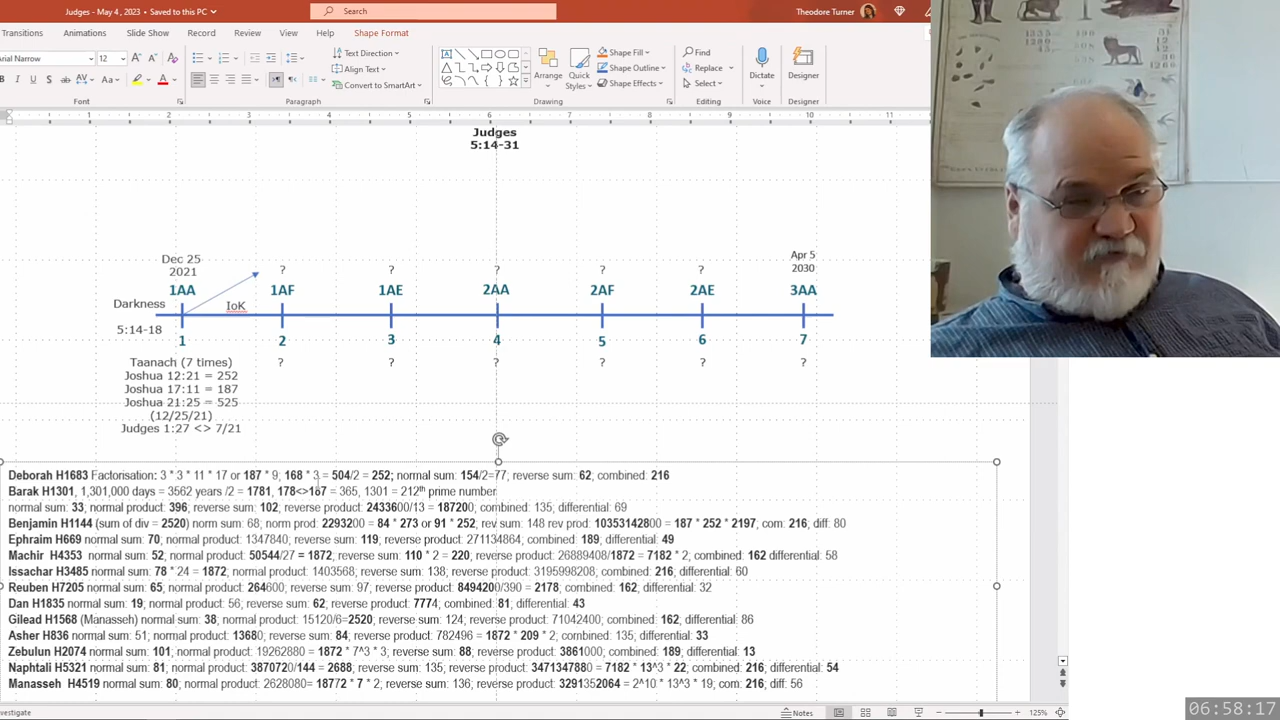 Judges - May 4, 2023 • Saved to this PC
Search
Theodore Turner
Transitions Animations Slide Show Record Review View Help Shape Format
Arial Narrow 12 A A A
B I U S ab AV Aa A
Text Direction
Align Text
Convert to SmartArt
Arrange
Quick Styles
Shape Fill
Shape Outline
Shape Effects
Find
Replace
Select
Dictate
Designer
Font Paragraph Drawing Editing Voice Designer
2 1 0 1 2 3 4 5 6 7 8 9 10 11
Judges
5:14-31
Dec 25
2021
1AA
? 1AF
? 1AE
? 2AA
? 2AF
? 2AE
Apr 5
2030
3AA
Darkness
IoK
5:14-18
1 2 3 4 5 6 7
? ? ? ? ? ?
Taanach (7 times)
Joshua 12:21 = 252
Joshua 17:11 = 187
Joshua 21:25 = 525
(12/25/21)
Judges 1:27 <> 7/21
Deborah H1683 Factorisation: 3 * 3 * 11 * 17 or 187 * 9, 168 * 3 = 504/2 = 252; normal sum: 154/2=77; reverse sum: 62; combined: 216
Barak H1301, 1,301,000 days = 3562 years /2 = 1781, 178<>187 = 365, 1301 = 212th prime number
normal sum: 33, normal product: 396, reverse sum: 102, reverse product: 2433600/13 = 187200, combined: 135, differential: 69
Benjamin H1144 (sum of div = 2520) norm sum: 68; norm prod: 2293200 = 84 * 273 or 91 * 252, rev sum: 148 rev prod: 10353142800 = 187 * 252 * 2197, com: 216; diff: 80
Ephraim H669 normal sum: 70; normal product: 1347840; reverse sum: 119; reverse product: 271134864; combined: 189; differential: 49
Machir H4353 normal sum: 52; normal product: 50544/27 = 1872; reverse sum: 110 * 2 = 220; reverse product: 26889408/1872 = 7182 * 2, combined: 162 differential: 58
Issachar H3485 normal sum: 78 * 24 = 1872, normal product: 1403568; reverse sum: 138; reverse product: 3195998208, combined: 216, differential: 60
Reuben H7205 normal sum: 65, normal product: 264600, reverse sum: 97, reverse product: 8494200/390 = 2178, combined: 162, differential: 32
Dan H1835 normal sum: 19; normal product: 56; reverse sum: 62, reverse product: 7774; combined: 81; differential: 43
Gilead H1568 (Manasseh) normal sum: 38, normal product: 15120/6=2520, reverse sum: 124, reverse product: 71042400, combined: 162, differential: 86
Asher H836 normal sum: 51; normal product: 13680; reverse sum: 84, reverse product: 782496 = 1872 * 209 * 2; combined: 135, differential: 33
Zebulun H2074 normal sum: 101, normal product: 19262880 = 1872 * 7^3 * 3, reverse sum: 88, reverse product: 3861000; combined: 189, differential: 13
Naphtali H5321 normal sum: 81, normal product: 3870720/144 = 2688, reverse sum: 135, reverse product: 3471347880 = 7182 * 13^3 * 22, combined: 216, differential: 54
Manasseh H4519 normal sum: 80, normal product: 2628080= 18772 * 7 * 2, reverse sum: 136, reverse product: 3291352064 = 2^10 * 13^3 * 19; com: 216, diff: 56
Notes
125%
06:58:17